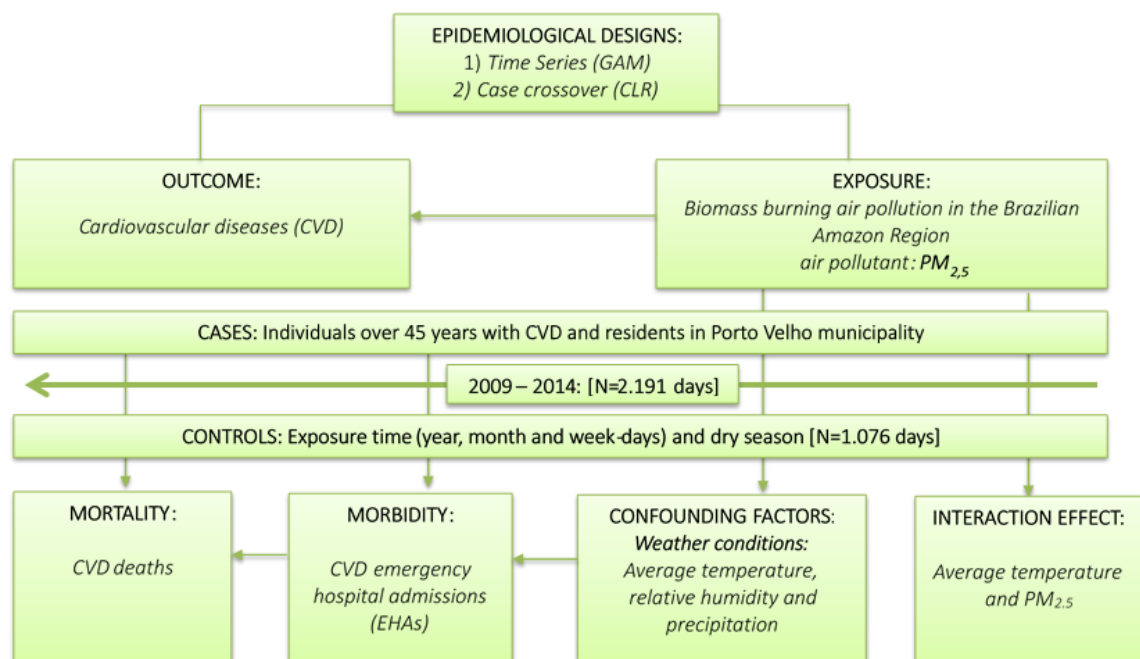 EPIDEMIOLOGICAL DESIGNS:
1) Time Series (GAM)
2) Case crossover (CLR)
OUTCOME:
Cardiovascular diseases (CVD)
EXPOSURE:
Biomass burning air pollution in the Brazilian
Amazon Region
air pollutant: PM2,5
CASES: Individuals over 45 years with CVD and residents in Porto Velho municipality
2009 – 2014: [N=2.191 days]
CONTROLS: Exposure time (year, month and week-days) and dry season [N=1.076 days]
MORTALITY:
CVD deaths
MORBIDITY:
CVD emergency
hospital admissions
(EHAs)
CONFOUNDING FACTORS:
Weather conditions:
Average temperature,
relative humidity and
precipitation
INTERACTION EFFECT:
Average temperature
and PM2.5